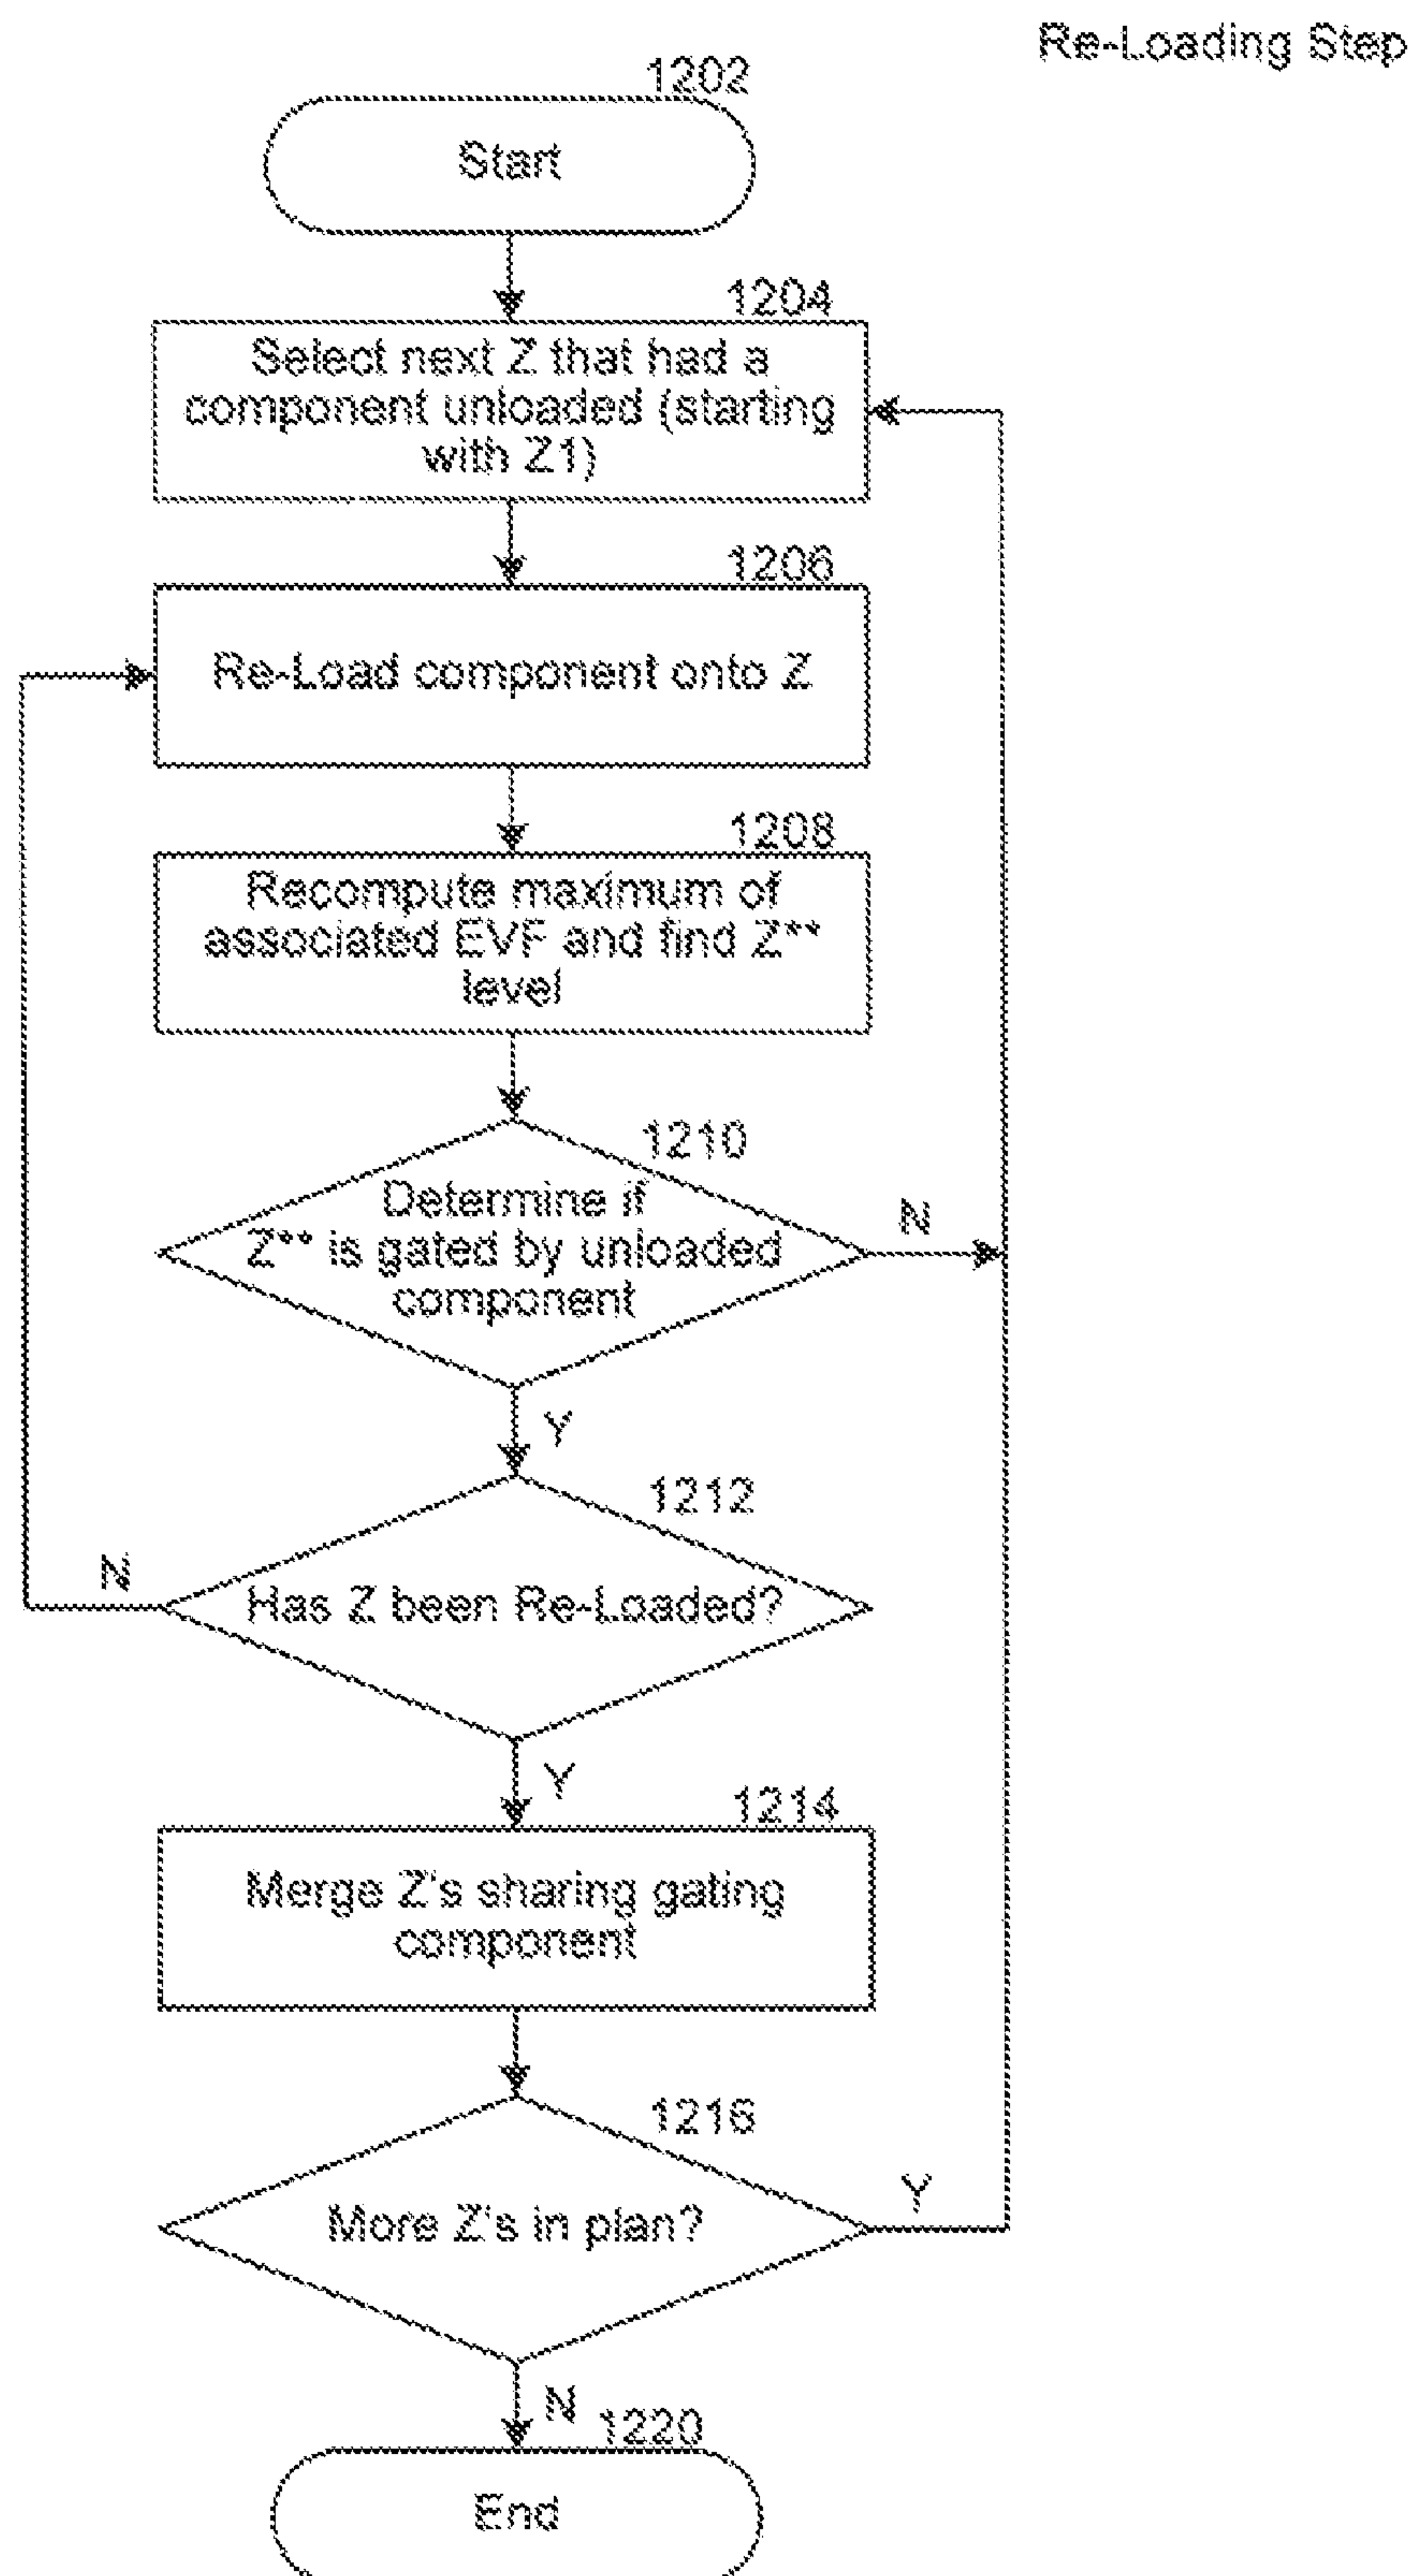 Re-Loading Step
1202
Start
1204
Select next Z that had a
component unloaded (starting
with Z1)
1206
Re-Load component onto Z
1208
Recompute maximum of
associated EVF and find Z**
level
1210
Determine if
Z** is gated by unloaded
component
N
Y
1212
Has Z been Re-Loaded?
N
Y
1214
Merge Z's sharing gating
component
1216
More Z's in plan?
Y
N
1220
End